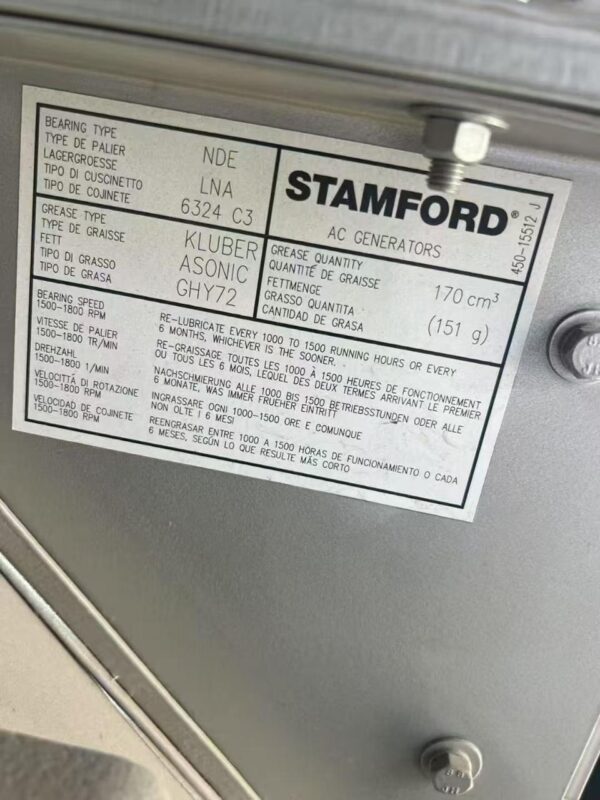 BEARING TYPE
TYPE DE PALIER
LAGERGROESSE
TIPO DI CUSCINETTO
TIPO DE COJINETE
NDE
LNA
6324 C3
STAMFORD®
AC GENERATORS
450-15512 J
GREASE TYPE
TYPE DE GRAISSE
FETT
TIPO DI GRASSO
TIPO DE GRASA
KLUBER
ASONIC
GHY72
GREASE QUANTITY
QUANTITÉ DE GRAISSE
FETTMENGE
GRASSO QUANTITA
CANTIDAD DE GRASA
170 cm³
(151 g)
BEARING SPEED
1500-1800 RPM
VITESSE DE PALIER
1500-1800 TR/MIN
DREHZAHL
1500-1800 1/MIN
VELOCITTÁ DI ROTAZIONE
1500-1800 RPM
VELOCIDAD DE COJINETE
1500-1800 RPM
RE-LUBRICATE EVERY 1000 TO 1500 RUNNING HOURS OR EVERY
6 MONTHS, WHICHEVER IS THE SOONER.
RE-GRAISSAGE TOUTES LES 1000 À 1500 HEURES DE FONCTIONNEMENT
OU TOUS LES 6 MOIS, LEQUEL DES DEUX TERMES ARRIVANT LE PREMIER
NACHSCHMIERUNG ALLE 1000 BIS 1500 BETRIEBSSTUNDEN ODER ALLE
6 MONATE, WAS IMMER FRUEHER EINTRITT
INGRASSARE OGNI 1000-1500 ORE E COMUNQUE
NON OLTE I 6 MESI
REENGRASAR ENTRE 1000 A 1500 HORAS DE FUNCIONAMIENTO O CADA
6 MESES, SEGÚN LO QUE RESULTE MÁS CORTO